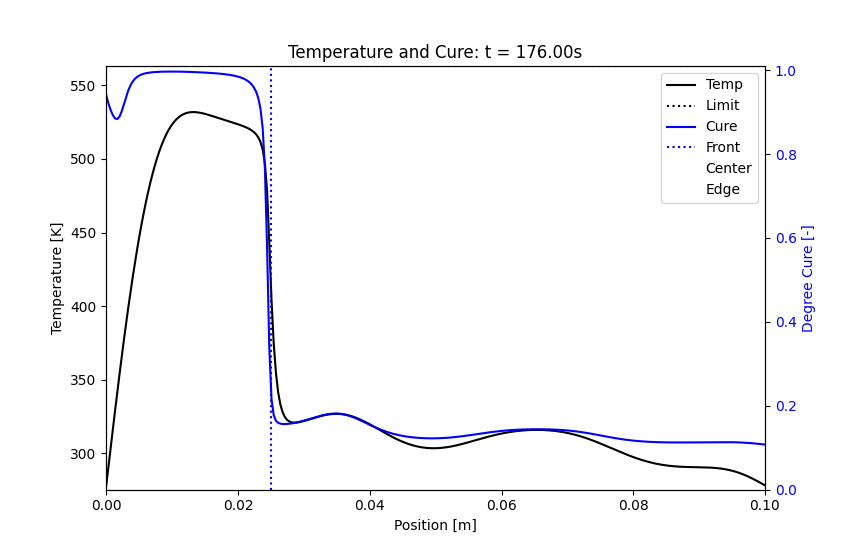 Temperature and Cure: t = 176.00s
Temp
Limit
Cure
Front
Center
Edge
Temperature [K]
550
500
450
400
350
300
Degree Cure [-]
1.0
0.8
0.6
0.4
0.2
0.0
0.00 0.02 0.04 0.06 0.08 0.10
Position [m]